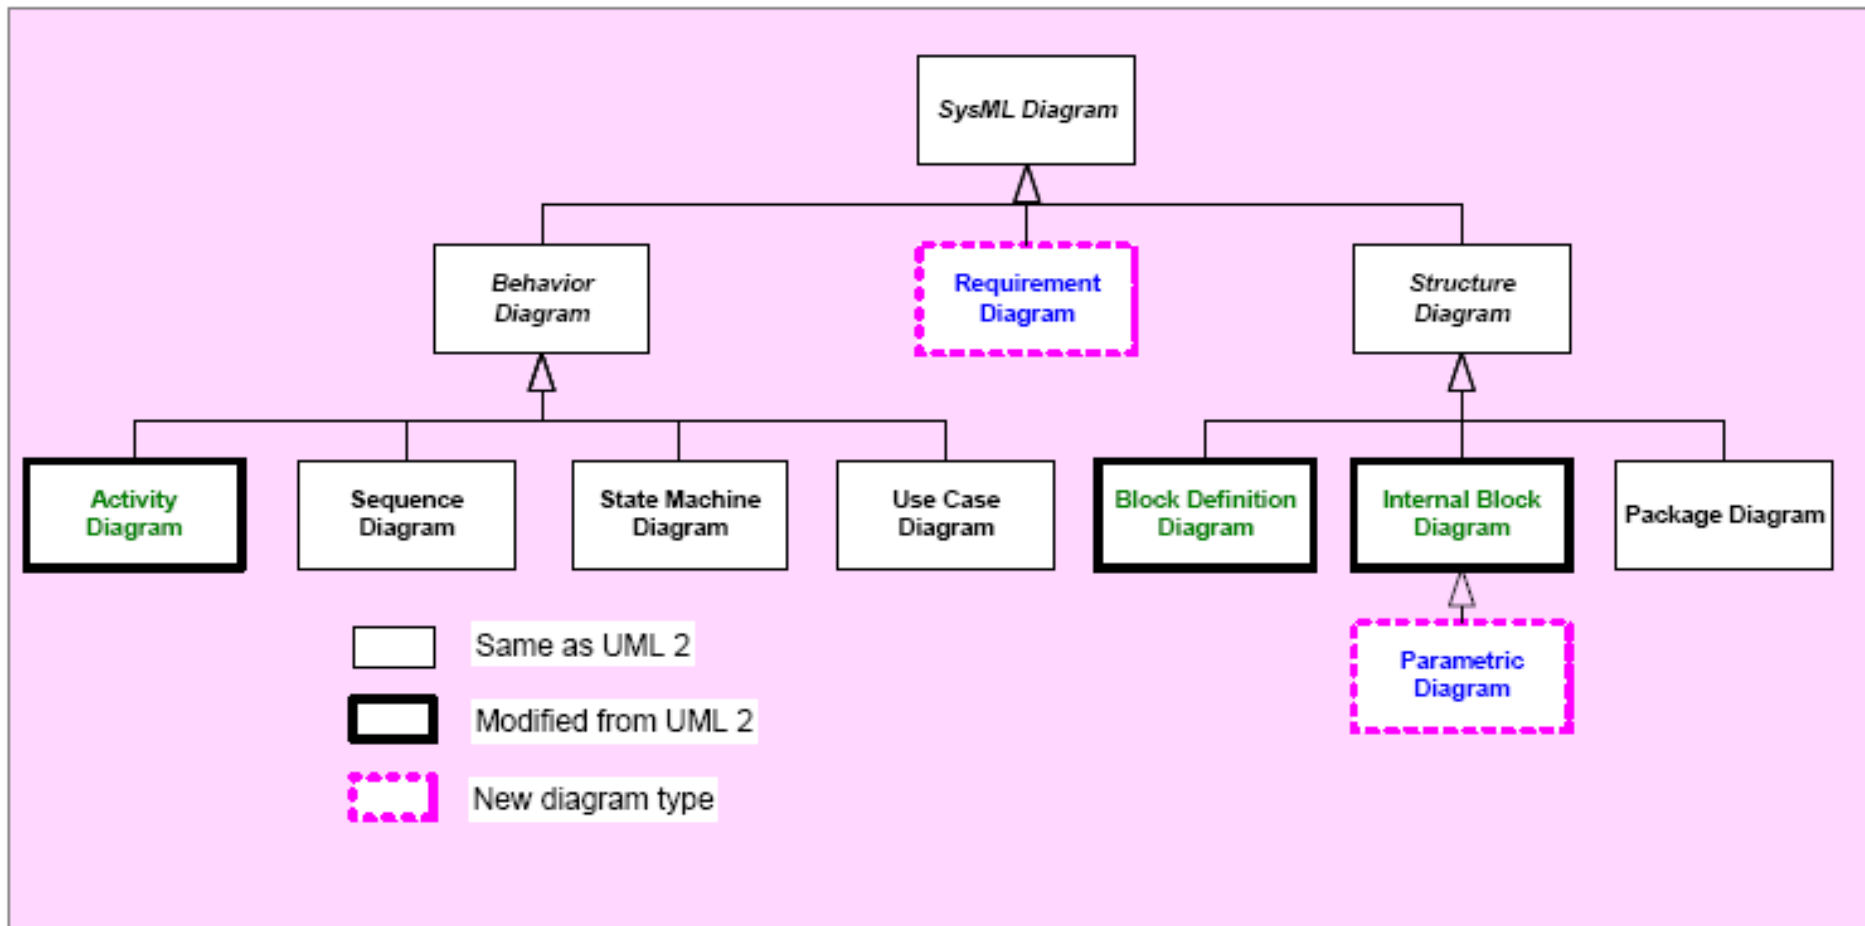 SysML Diagram
Behavior
Diagram
Requirement
Diagram
Structure
Diagram
Activity
Diagram
Sequence
Diagram
State Machine
Diagram
Use Case
Diagram
Block Definition
Diagram
Internal Block
Diagram
Package Diagram
Parametric
Diagram
Same as UML 2
Modified from UML 2
New diagram type